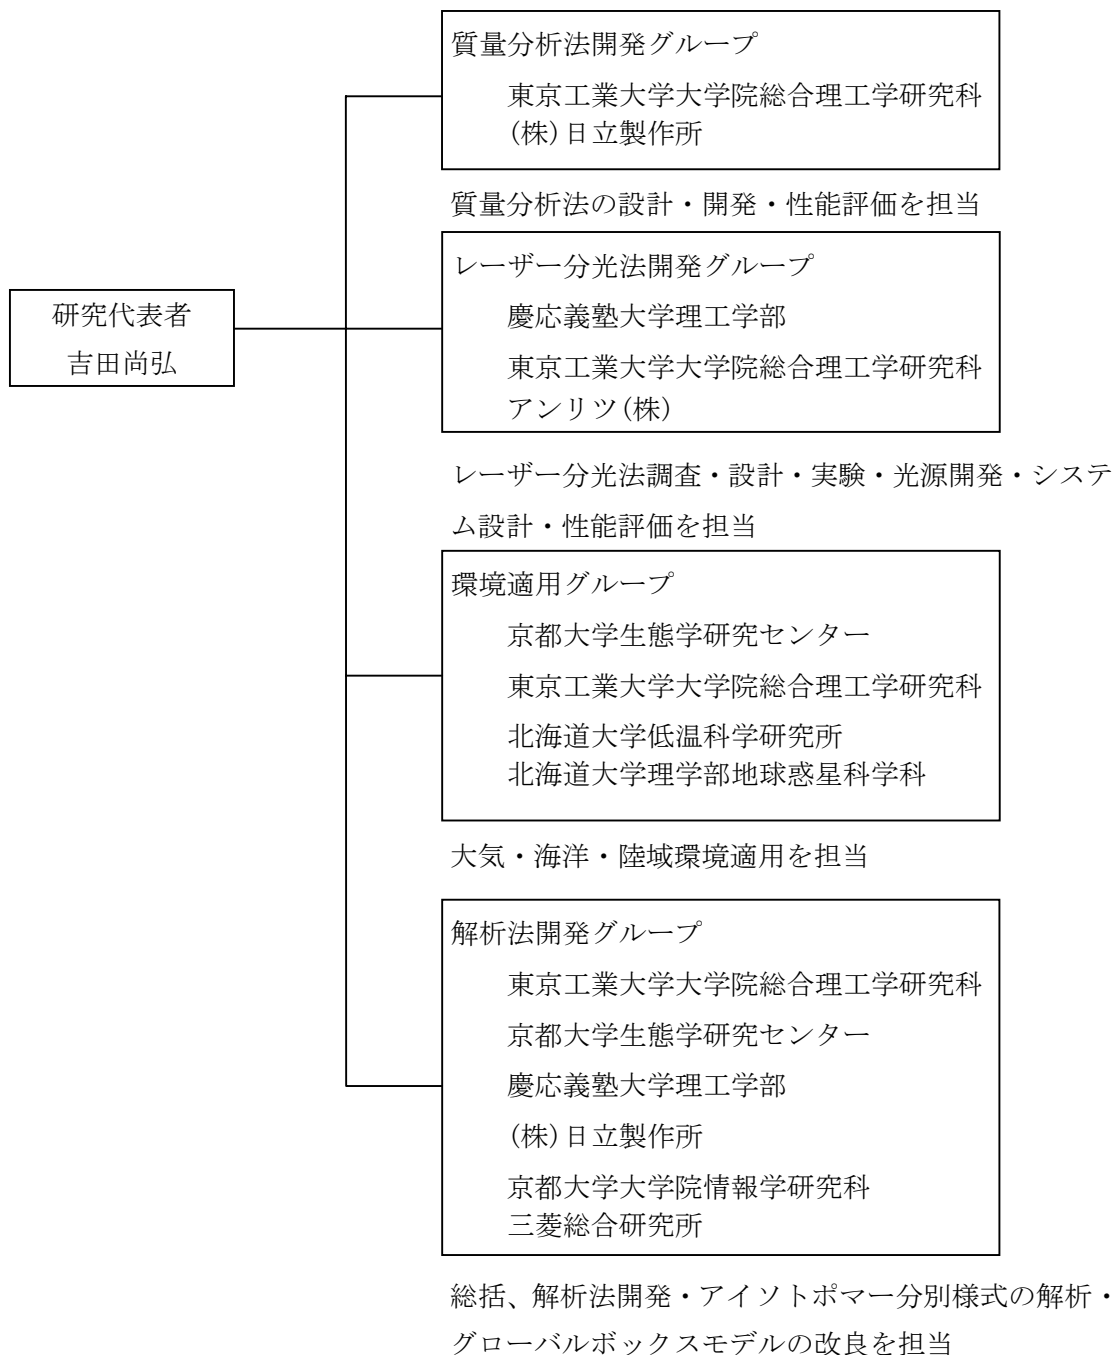 質量分析法開発グループ
東京工業大学大学院総合理工学研究科
(株)日立製作所
質量分析法の設計・開発・性能評価を担当
研究代表者
吉田尚弘
レーザー分光法開発グループ
慶応義塾大学理工学部
東京工業大学大学院総合理工学研究科
アンリツ(株)
レーザー分光法調査・設計・実験・光源開発・システ
ム設計・性能評価を担当
環境適用グループ
京都大学生態学研究センター
東京工業大学大学院総合理工学研究科
北海道大学低温科学研究所
北海道大学理学部地球惑星科学科
大気・海洋・陸域環境適用を担当
解析法開発グループ
東京工業大学大学院総合理工学研究科
京都大学生態学研究センター
慶応義塾大学理工学部
(株)日立製作所
京都大学大学院情報学研究科
三菱総合研究所
総括、解析法開発・アイソトポマー分別様式の解析・
グローバルボックスモデルの改良を担当